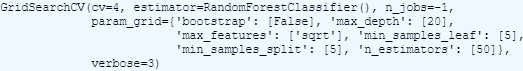 GridSearchCV(cv=4, estimator=RandomForestClassifier(), n_jobs=-1,
param_grid={'bootstrap': [False], 'max_depth': [20],
'max_features': ['sqrt'], 'min_samples_leaf': [5],
'min_samples_split': [5], 'n_estimators': [50]},
verbose=3)